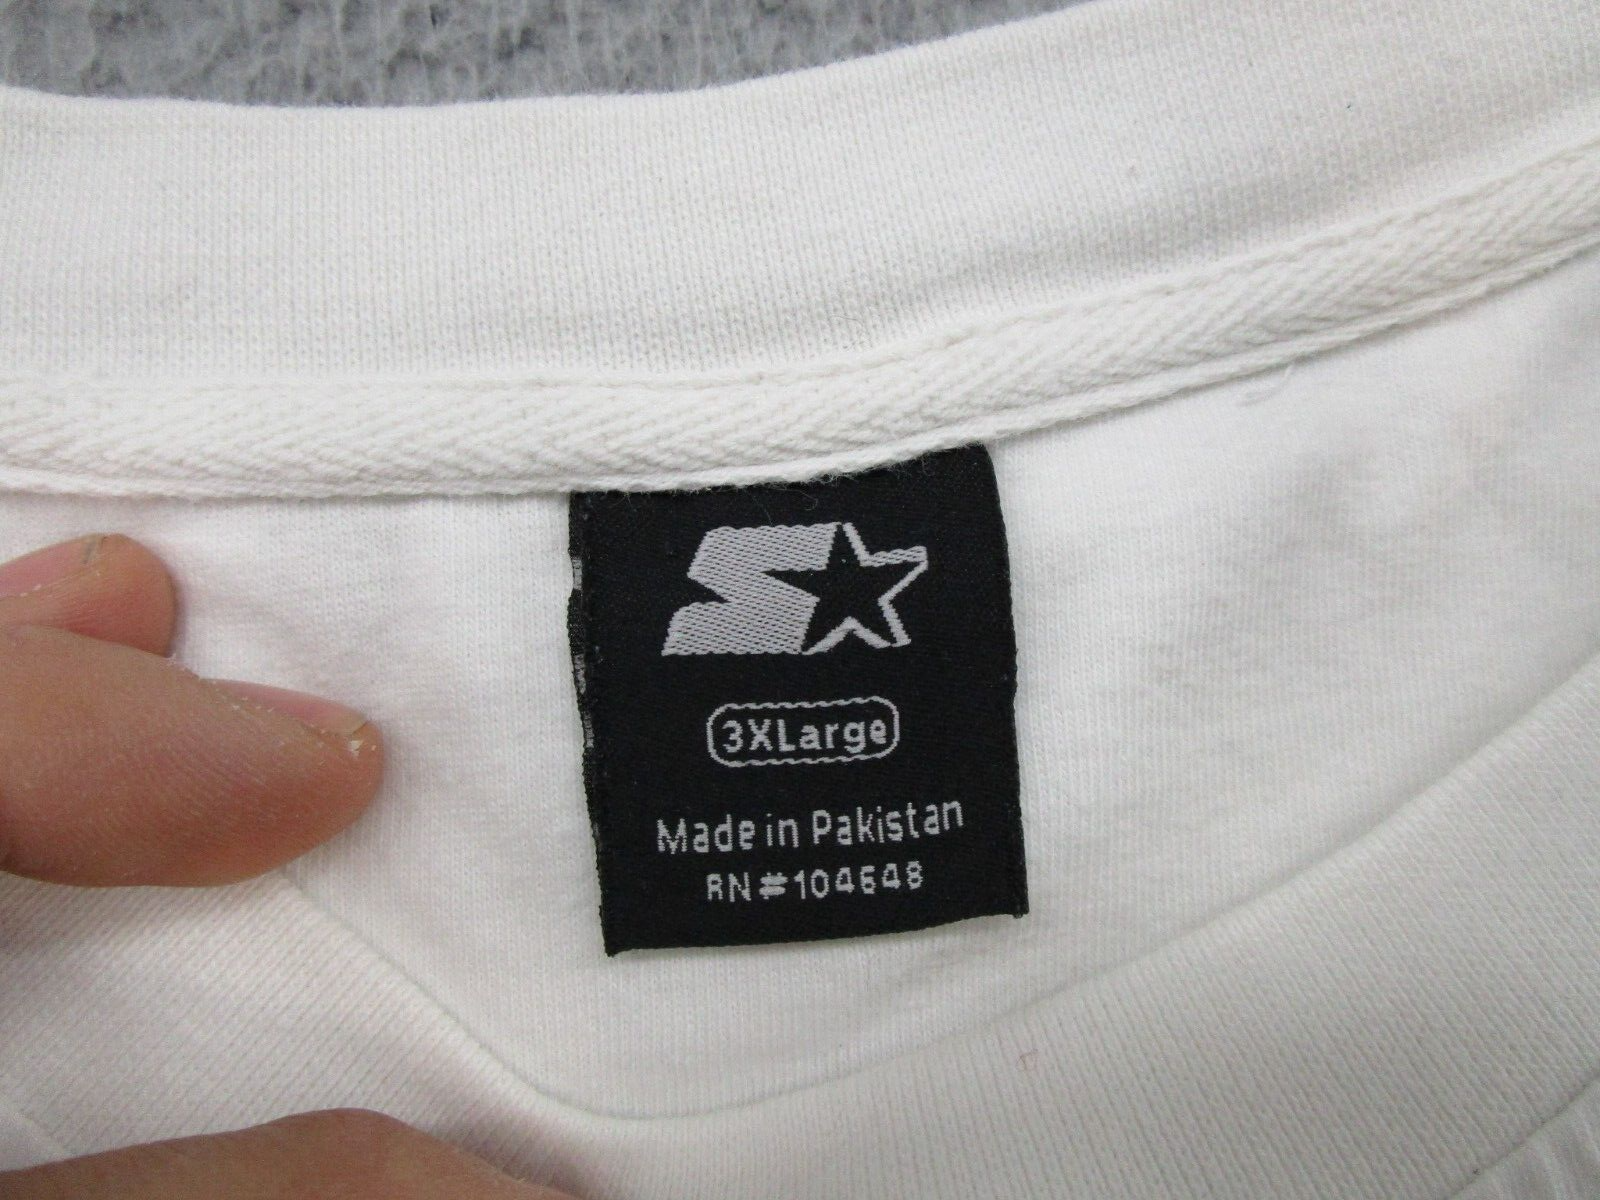 3XLarge
Made in Pakistan
RN#104648